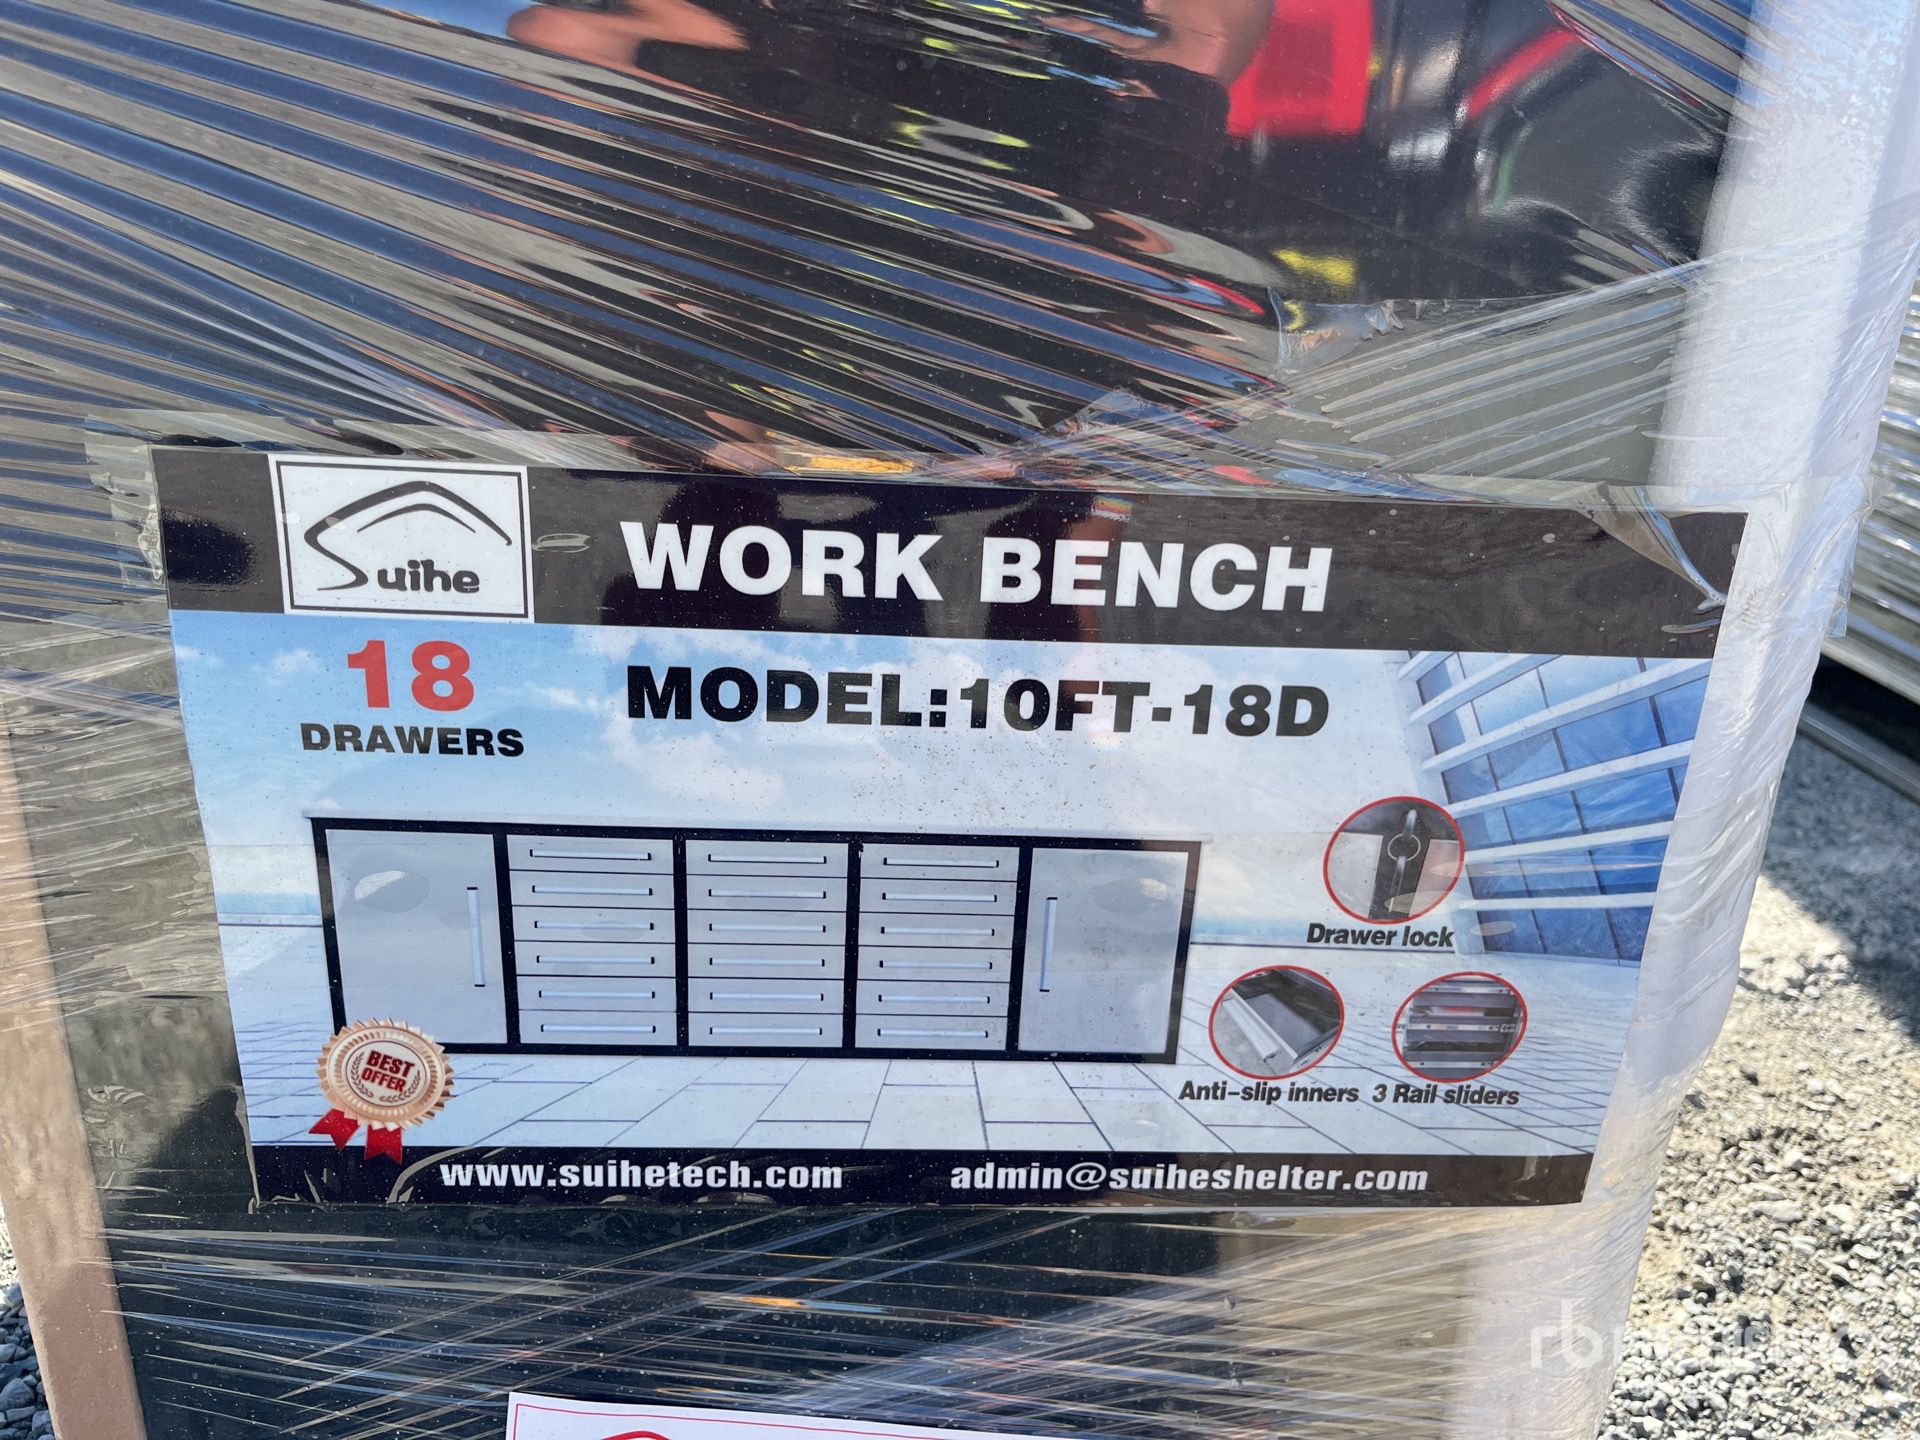 Suihe
WORK BENCH
18
DRAWERS
MODEL:10FT-18D
Drawer lock
Anti-slip inners
3 Rail sliders
BEST
OFFER
www.suihetech.com
admin@suiheshelter.com
rb